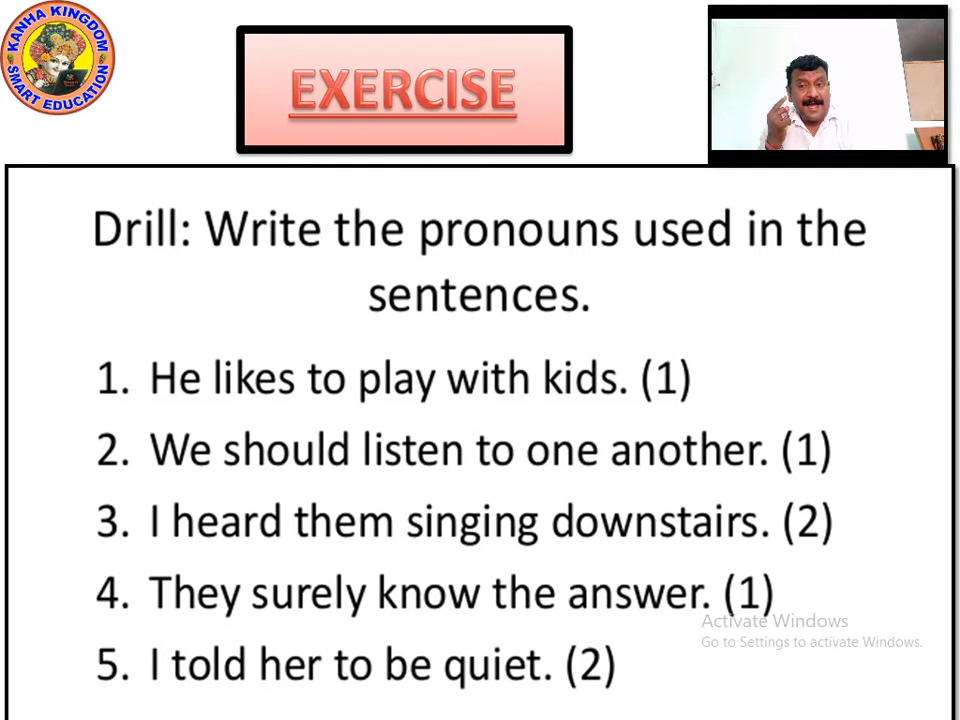 KANHA KINGDOM
SMART EDUCATION
EXERCISE
Drill: Write the pronouns used in the
sentences.
1. He likes to play with kids. (1)
2. We should listen to one another. (1)
3. I heard them singing downstairs. (2)
4. They surely know the answer. (1)
5. I told her to be quiet. (2)
Activate Windows
Go to Settings to activate Windows.